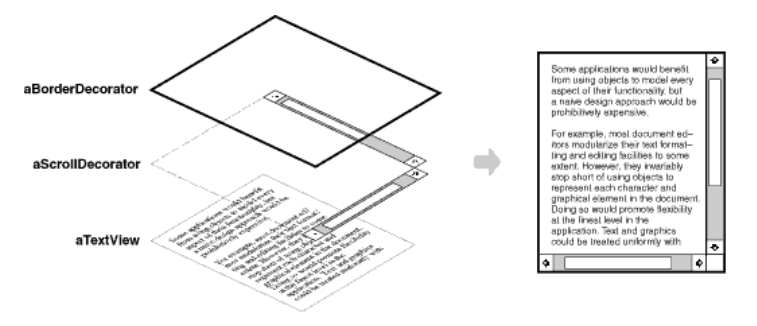 aBorderDecorator
aScrollDecorator
aTextView
Some applications would benefit
from using objects to model every
aspect of their functionality, but
a naive design approach would be
prohibitively expensive.
For example, most document ed–
itors modularize their text format–
ting and editing facilities to some
extent. However, they invariably
stop short of using objects to
represent each character and
graphical element in the document.
Doing so would promote flexibility
at the finest level in the
application. Text and graphics
could be treated uniformly with